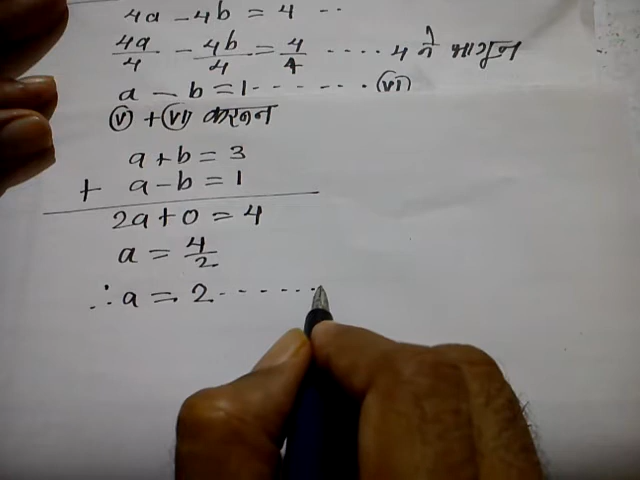 4a - 4b = 4 ..
4a/4 - 4b/4 = 4/4 .... 4 ने भागून
a - b = 1 ....... (VI)
(V) + (VI) करून
a + b = 3
+ a - b = 1
2a + 0 = 4
a = 4/2
∴ a = 2 .......